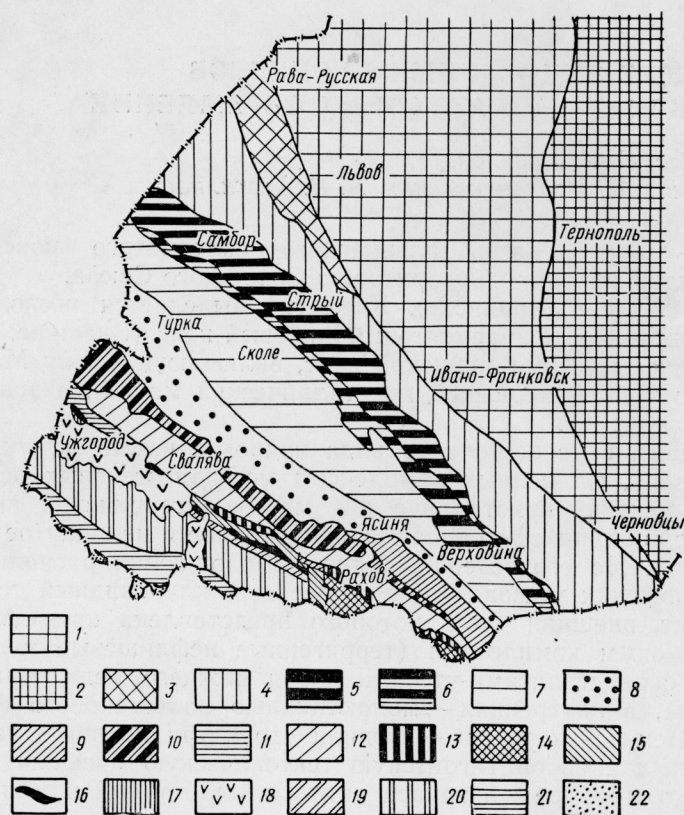 Рава-Русская
Львов
Тернополь
Самбор
Стрый
Турка
Сколе
Ивано-Франковск
Ужгород
Свалява
Черновцы
Ясиня
Верховина
Рахов
1
2 3 4 5 6 7 8
9 10 11 12 13 14 15
16 17 18 19 20 21 22